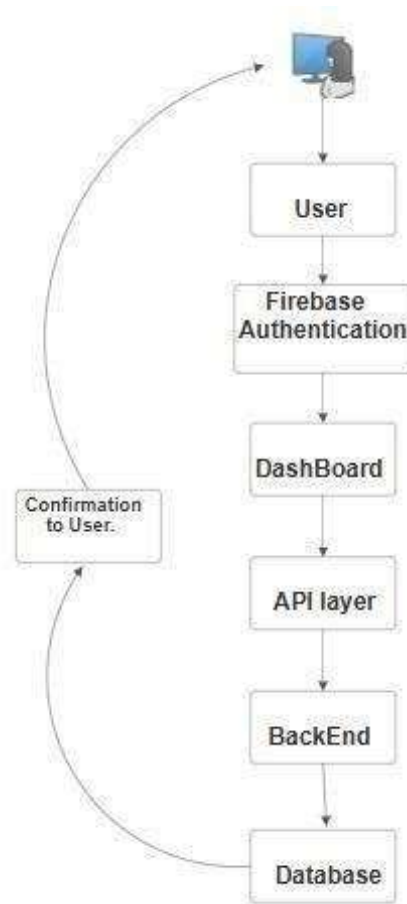 User
Firebase
Authentication
DashBoard
Confirmation
to User.
API layer
BackEnd
Database